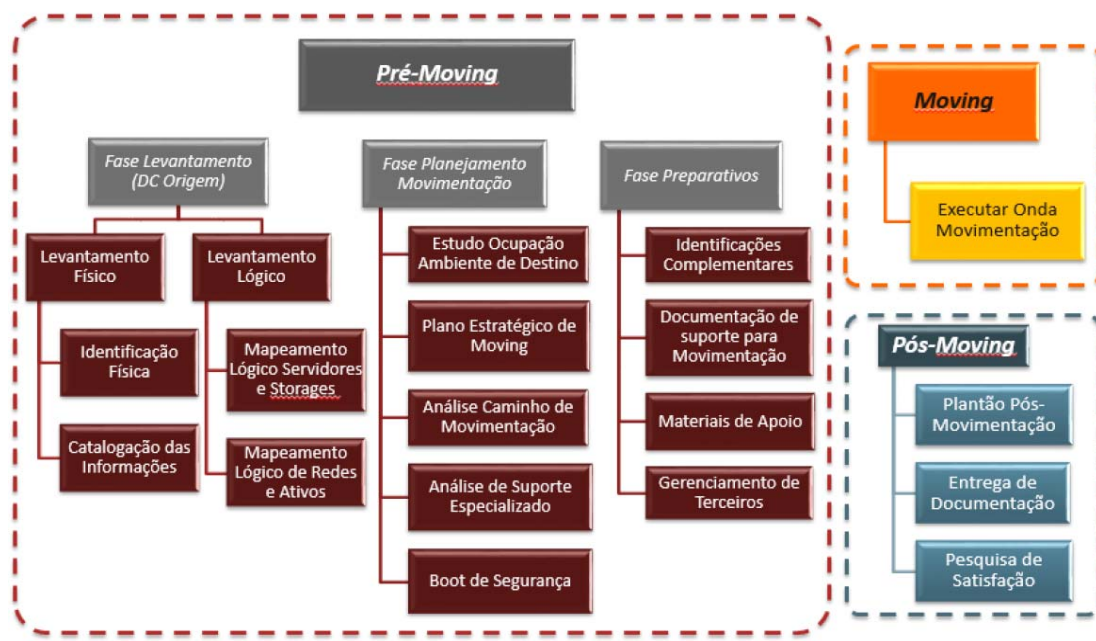 Pré-Moving
Fase Levantamento
(DC Origem)
Levantamento
Físico
Identificação
Física
Catalogação das
Informações
Levantamento
Lógico
Mapeamento
Lógico Servidores
e Storages
Mapeamento
Lógico de Redes
e Ativos
Fase Planejamento
Movimentação
Estudo Ocupação
Ambiente de Destino
Plano Estratégico de
Moving
Análise Caminho de
Movimentação
Análise de Suporte
Especializado
Boot de Segurança
Fase Preparativos
Identificações
Complementares
Documentação de
suporte para
Movimentação
Materiais de Apoio
Gerenciamento de
Terceiros
Moving
Executar Onda
Movimentação
Pós-Moving
Plantão Pós-
Movimentação
Entrega de
Documentação
Pesquisa de
Satisfação